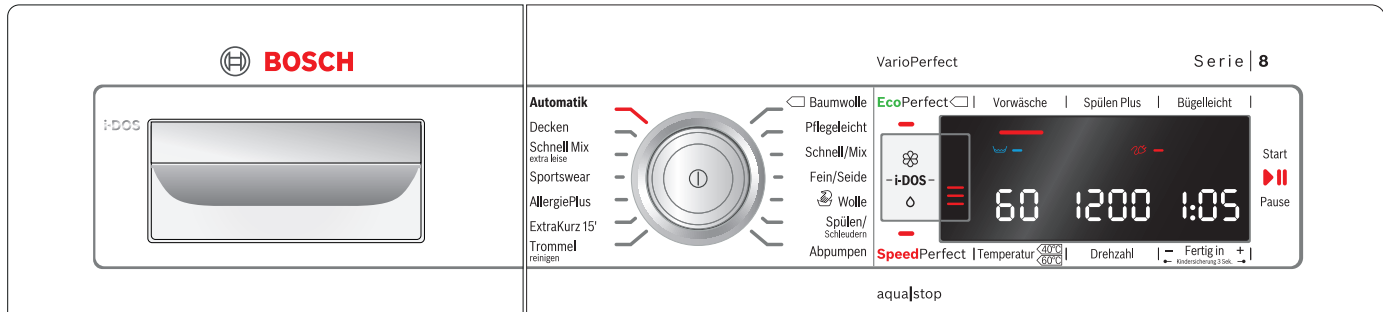 BOSCH
i-DOS
Automatik
Decken
Schnell Mix
extra leise
Sportswear
AllergiePlus
ExtraKurz 15'
Trommel
reinigen
Baumwolle
Pflegeleicht
Schnell/Mix
Fein/Seide
Wolle
Spülen/
Schleudern
Abpumpen
VarioPerfect
Serie | 8
EcoPerfect | Vorwäsche | Spülen Plus | Bügelleicht |
- i-DOS -
60 1200 1:05
Start
Pause
SpeedPerfect | Temperatur 40°C 60°C | Drehzahl | - Fertig in + |
Kindersicherung 3 Sek.
aqua|stop